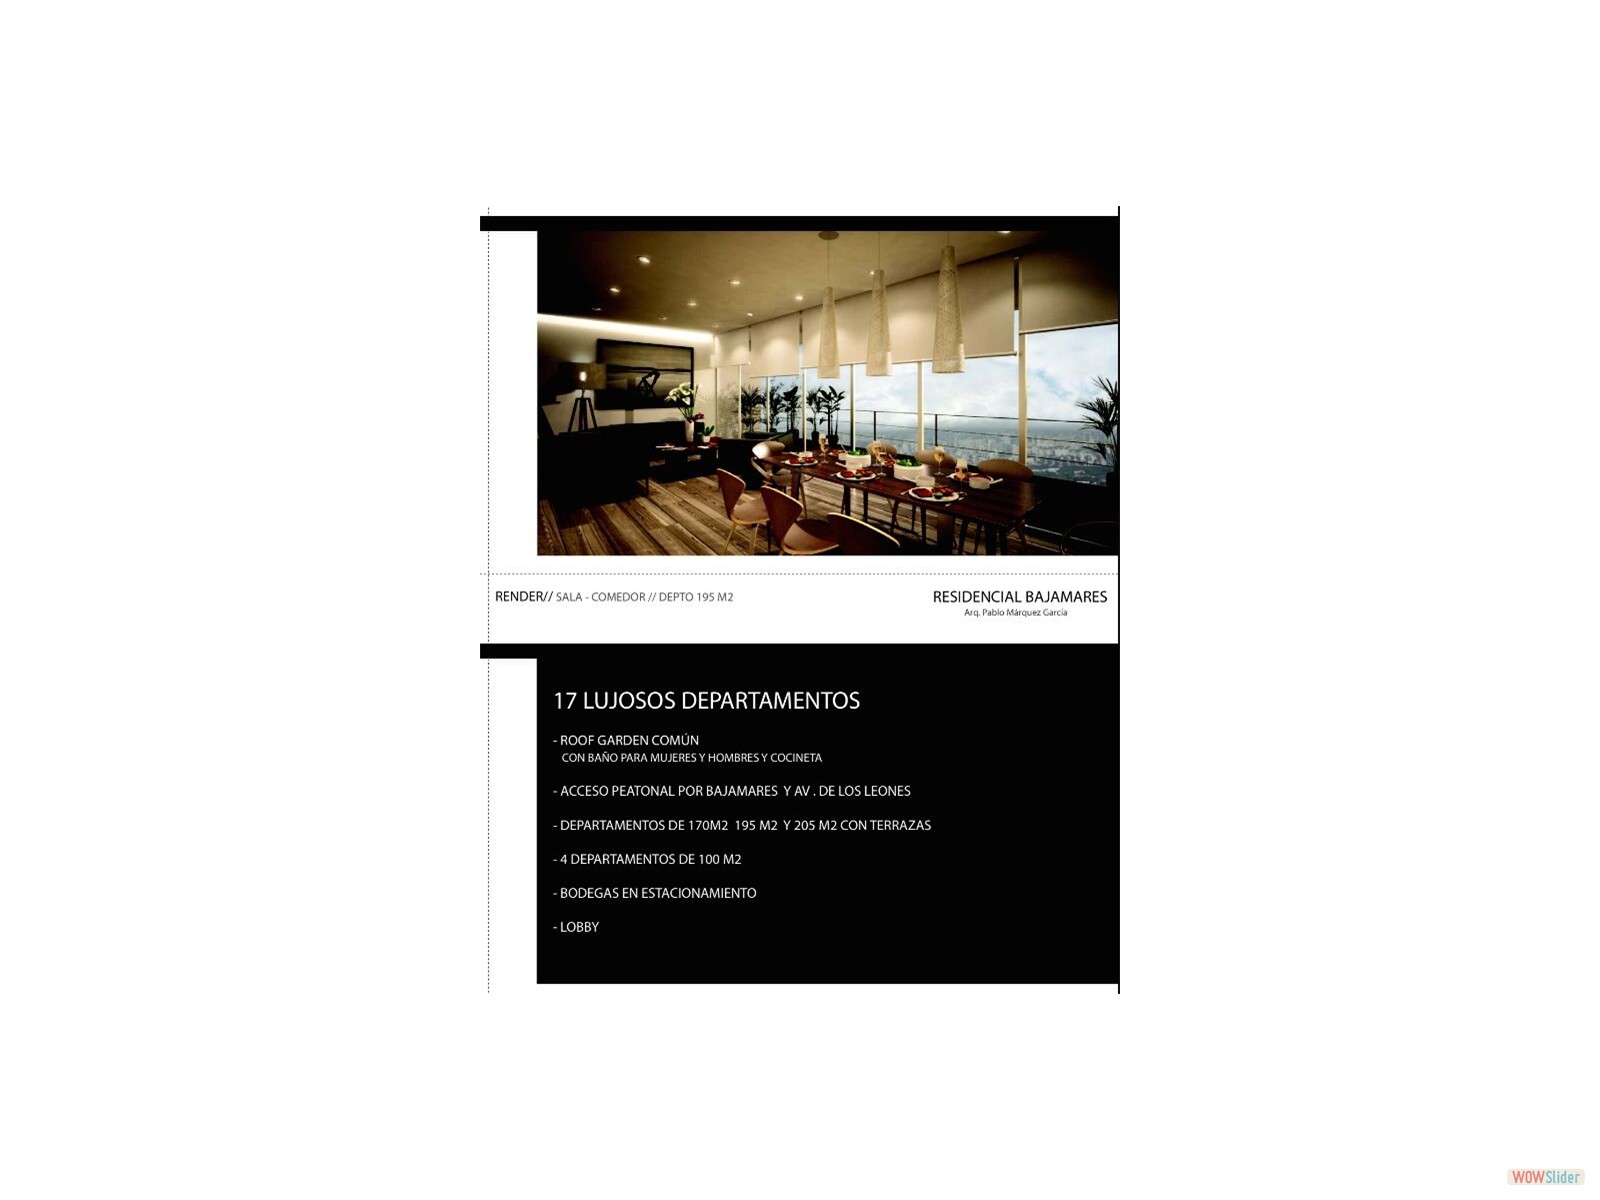 RENDER// SALA - COMEDOR // DEPTO 195 M2
RESIDENCIAL BAJAMARES
Arq. Pablo Márquez García
17 LUJOSOS DEPARTAMENTOS
- ROOF GARDEN COMÚN
CON BAÑO PARA MUJERES Y HOMBRES Y COCINETA
- ACCESO PEATONAL POR BAJAMARES Y AV . DE LOS LEONES
- DEPARTAMENTOS DE 170M2 195 M2 Y 205 M2 CON TERRAZAS
- 4 DEPARTAMENTOS DE 100 M2
- BODEGAS EN ESTACIONAMIENTO
- LOBBY
WOWSlider